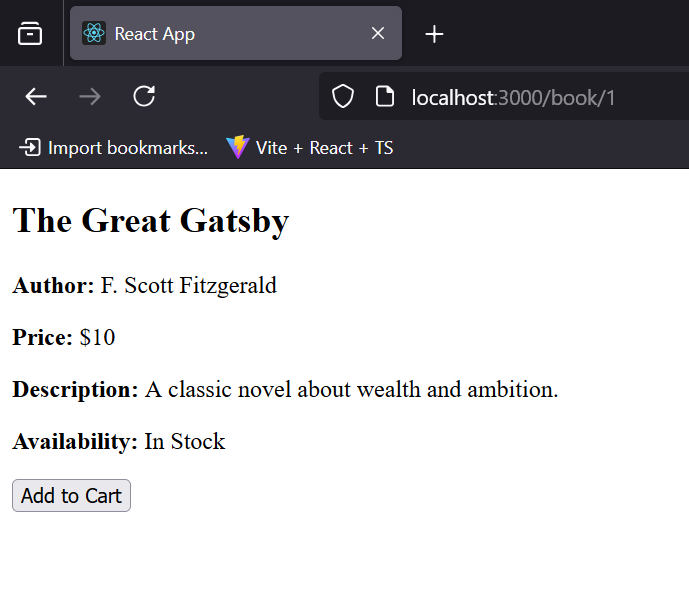 React App
localhost:3000/book/1
Import bookmarks... Vite + React + TS
The Great Gatsby
Author: F. Scott Fitzgerald
Price: $10
Description: A classic novel about wealth and ambition.
Availability: In Stock
Add to Cart